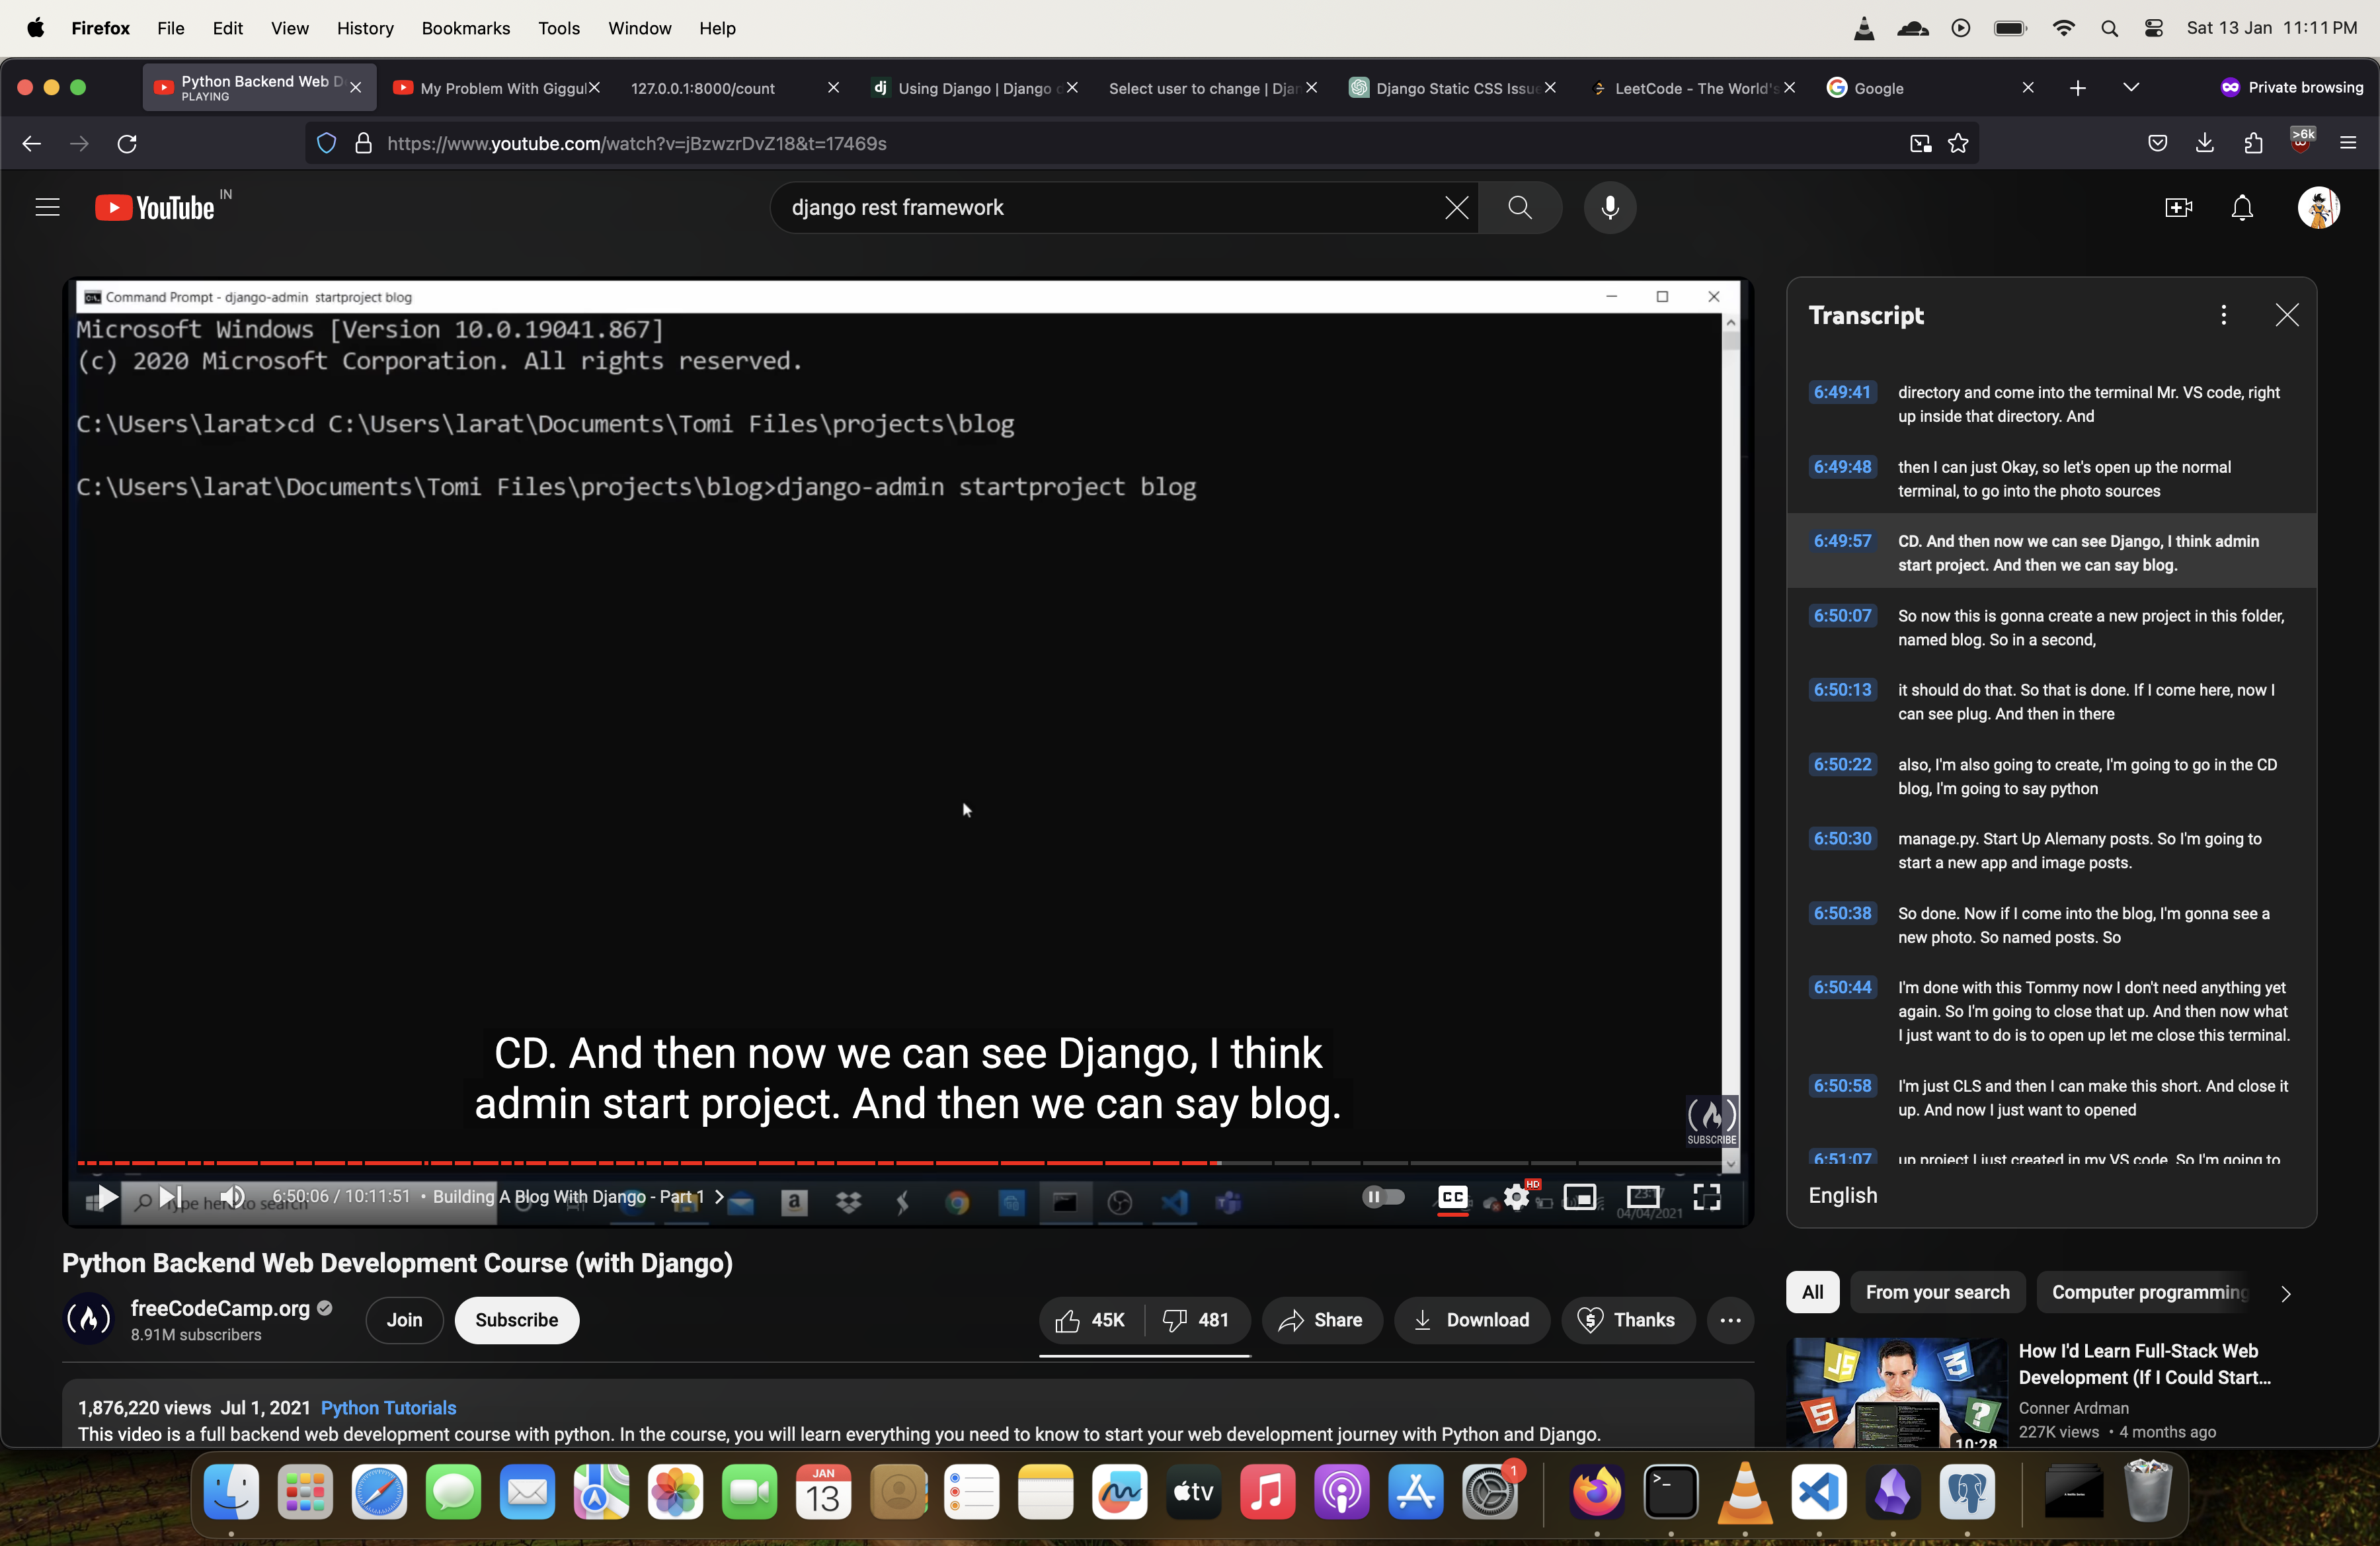 Firefox File Edit View History Bookmarks Tools Window Help
Sat 13 Jan 11:11 PM
Python Backend Web D
PLAYING
My Problem With Giggul
127.0.0.1:8000/count
dj Using Django | Django d
Select user to change | Djan
Django Static CSS Issue
LeetCode - The World's
Google
Private browsing
https://www.youtube.com/watch?v=jBzwzrDvZ18&t=17469s
>6k
YouTube IN
django rest framework
Command Prompt - django-admin startproject blog
Microsoft Windows [Version 10.0.19041.867]
(c) 2020 Microsoft Corporation. All rights reserved.
C:\Users\larat>cd C:\Users\larat\Documents\Tomi Files\projects\blog
C:\Users\larat\Documents\Tomi Files\projects\blog>django-admin startproject blog
CD. And then now we can see Django, I think
admin start project. And then we can say blog.
SUBSCRIBE
6:50:06 / 10:11:51 • Building A Blog With Django - Part 1
Type here to search
CC
HD
04/04/2021
Transcript
6:49:41 directory and come into the terminal Mr. VS code, right
up inside that directory. And
6:49:48 then I can just Okay, so let's open up the normal
terminal, to go into the photo sources
6:49:57 CD. And then now we can see Django, I think admin
start project. And then we can say blog.
6:50:07 So now this is gonna create a new project in this folder,
named blog. So in a second,
6:50:13 it should do that. So that is done. If I come here, now I
can see plug. And then in there
6:50:22 also, I'm also going to create, I'm going to go in the CD
blog, I'm going to say python
6:50:30 manage.py. Start Up Alemany posts. So I'm going to
start a new app and image posts.
6:50:38 So done. Now if I come into the blog, I'm gonna see a
new photo. So named posts. So
6:50:44 I'm done with this Tommy now I don't need anything yet
again. So I'm going to close that up. And then now what
I just want to do is to open up let me close this terminal.
6:50:58 I'm just CLS and then I can make this short. And close it
up. And now I just want to opened
6:51:07 up project I just created in my VS code. So I'm going to
English
Python Backend Web Development Course (with Django)
freeCodeCamp.org
8.91M subscribers
Join
Subscribe
45K
481
Share
Download
Thanks
1,876,220 views Jul 1, 2021 Python Tutorials
This video is a full backend web development course with python. In the course, you will learn everything you need to know to start your web development journey with Python and Django.
All
From your search
Computer programming
How I'd Learn Full-Stack Web
Development (If I Could Start...
Conner Ardman
227K views • 4 months ago
10:28
JAN
13
tv
1